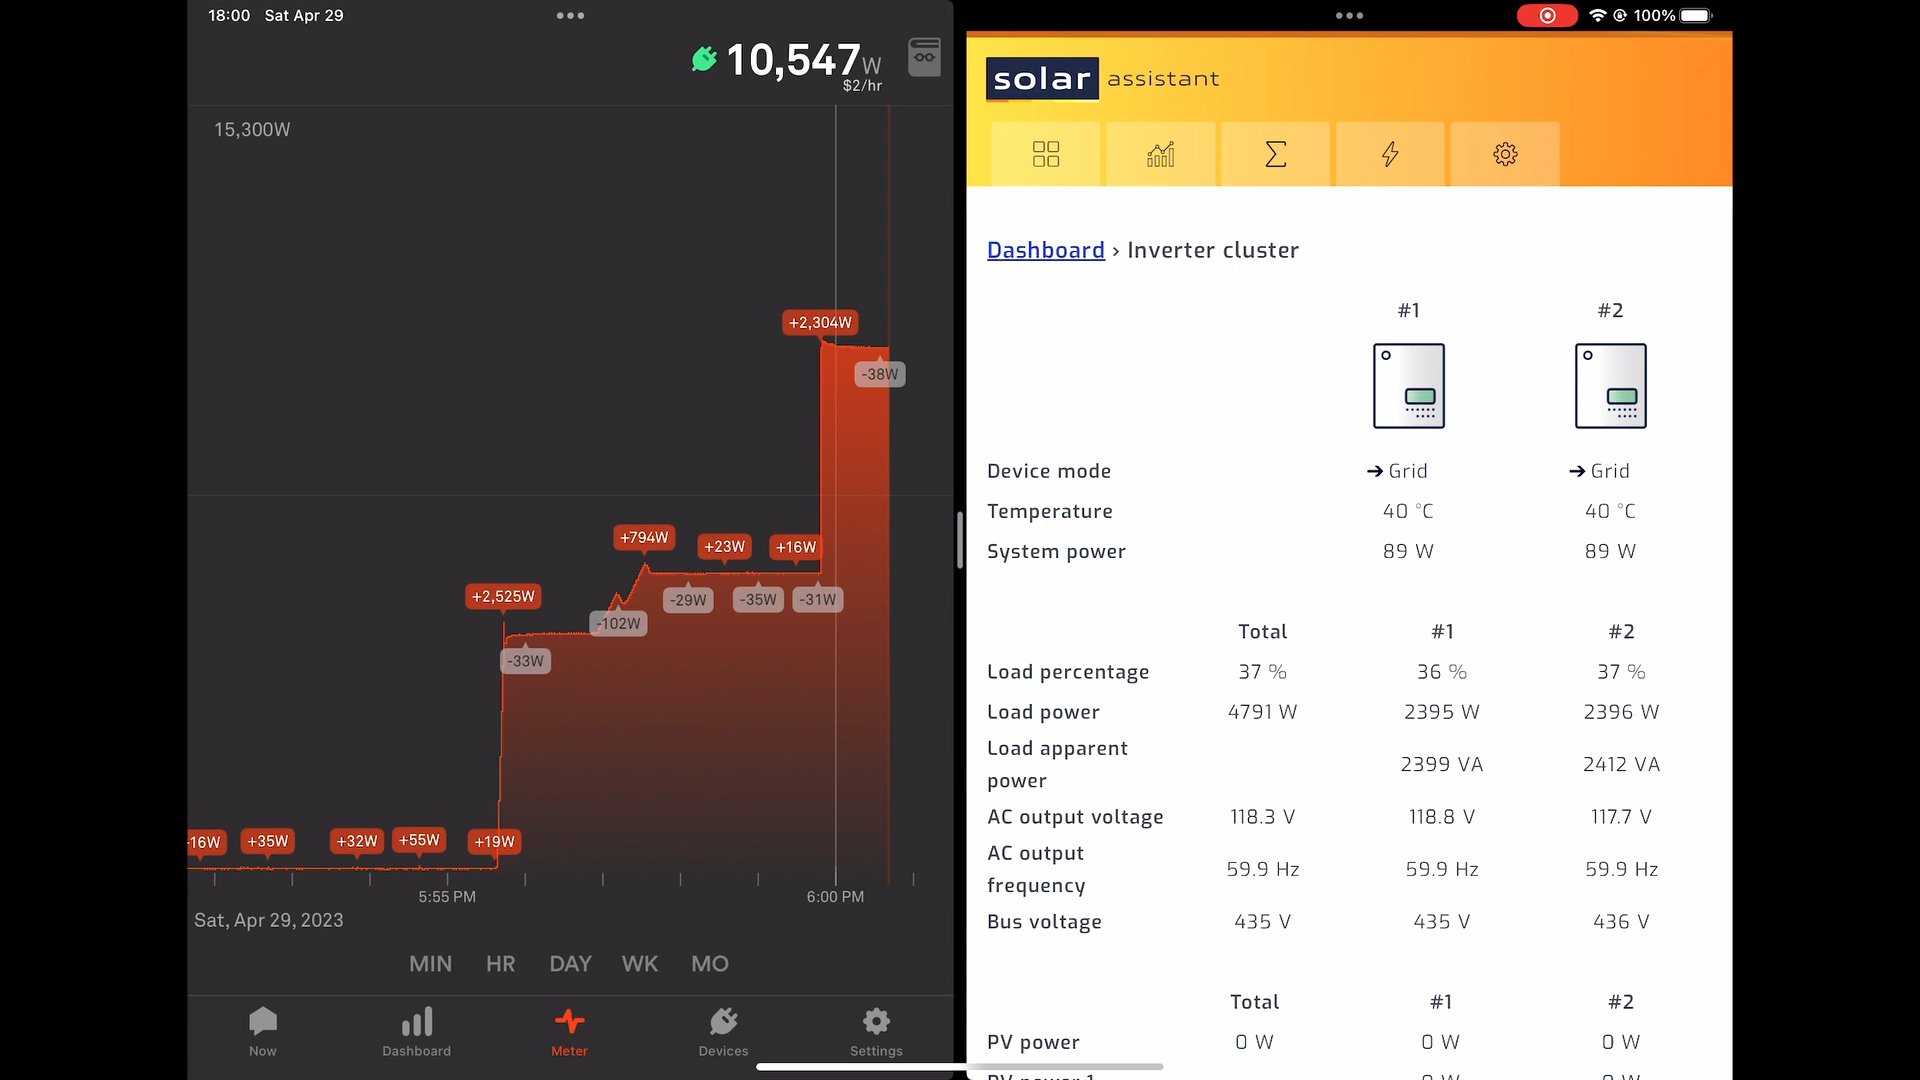 18:00 Sat Apr 29
10,547W
$2/hr
15,300W
+2,304W
-38W
+794W
+23W
+16W
+2,525W
-102W
-29W
-35W
-31W
-33W
16W
+35W
+32W
+55W
+19W
5:55 PM
6:00 PM
Sat, Apr 29, 2023
MIN HR DAY WK MO
Now Dashboard Meter Devices Settings
100%
solar assistant
Dashboard › Inverter cluster
#1 #2
Device mode ➔ Grid ➔ Grid
Temperature 40 °C 40 °C
System power 89 W 89 W
Total #1 #2
Load percentage 37 % 36 % 37 %
Load power 4791 W 2395 W 2396 W
Load apparent
power 2399 VA 2412 VA
AC output voltage 118.3 V 118.8 V 117.7 V
AC output
frequency 59.9 Hz 59.9 Hz 59.9 Hz
Bus voltage 435 V 435 V 436 V
Total #1 #2
PV power 0 W 0 W 0 W